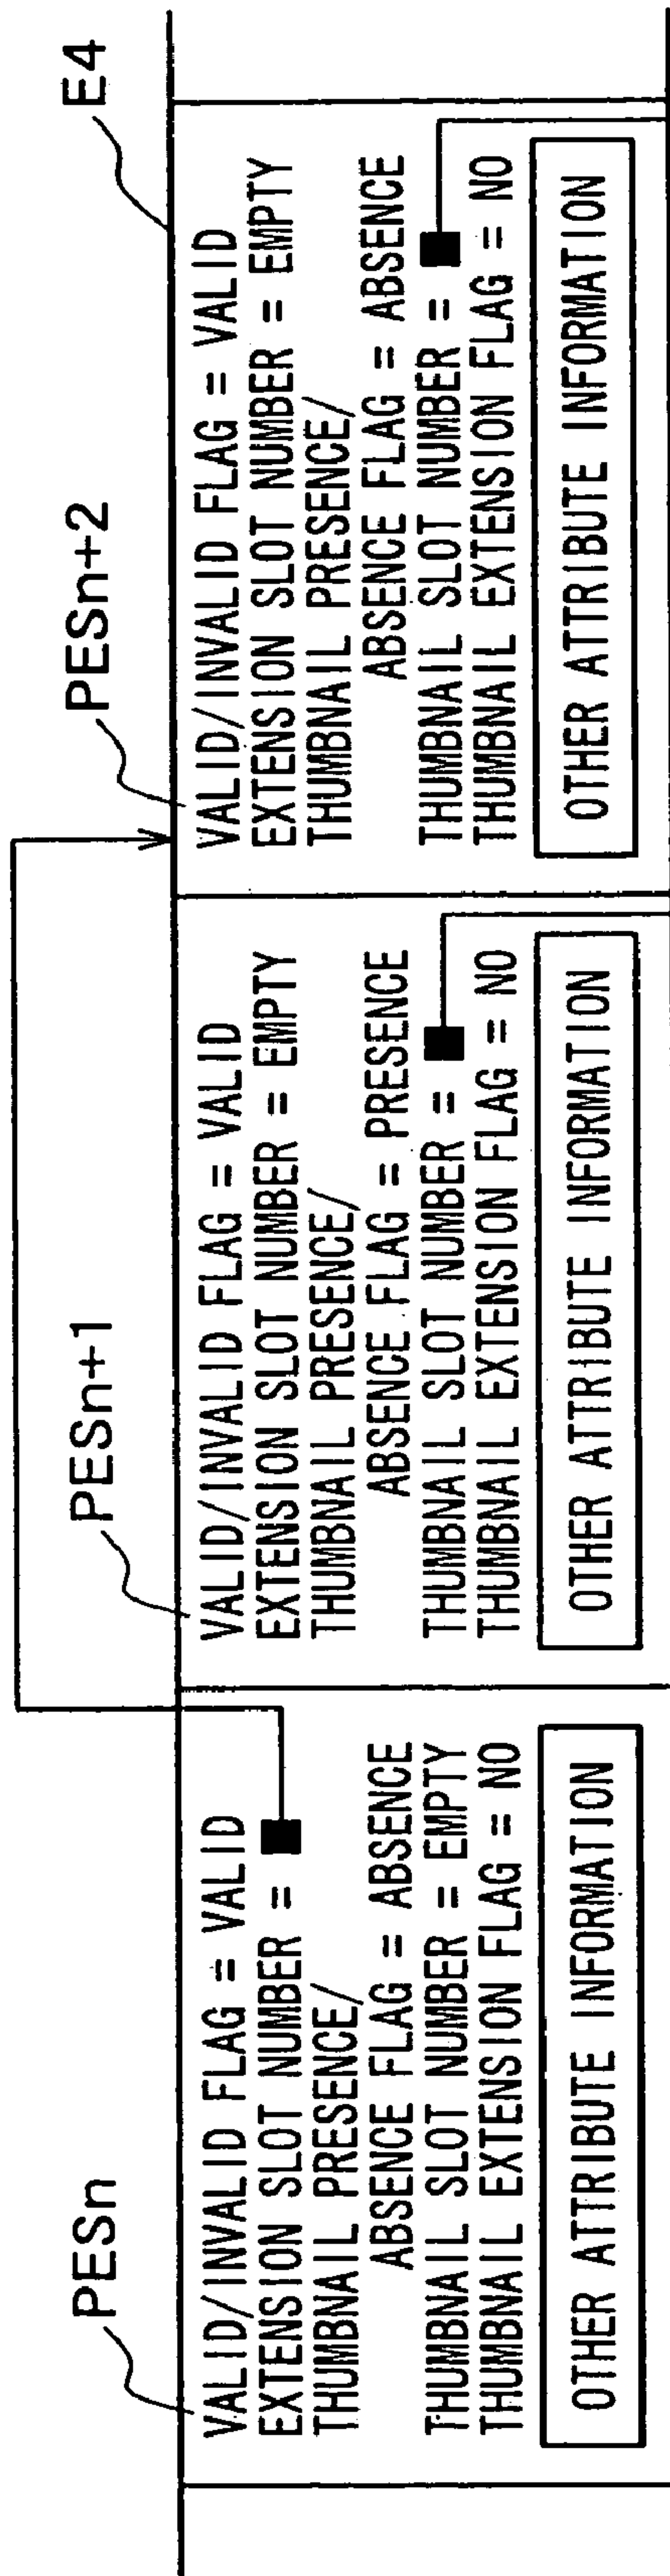 PESn
VALID/INVALID FLAG = VALID
EXTENSION SLOT NUMBER = ■
THUMBNAIL PRESENCE/
ABSENCE FLAG = ABSENCE
THUMBNAIL SLOT NUMBER = EMPTY
THUMBNAIL EXTENSION FLAG = NO
OTHER ATTRIBUTE INFORMATION
PESn+1
VALID/INVALID FLAG = VALID
EXTENSION SLOT NUMBER = EMPTY
THUMBNAIL PRESENCE/
ABSENCE FLAG = PRESENCE
THUMBNAIL SLOT NUMBER = ■
THUMBNAIL EXTENSION FLAG = NO
OTHER ATTRIBUTE INFORMATION
PESn+2
E4
VALID/INVALID FLAG = VALID
EXTENSION SLOT NUMBER = EMPTY
THUMBNAIL PRESENCE/
ABSENCE FLAG = ABSENCE
THUMBNAIL SLOT NUMBER = ■
THUMBNAIL EXTENSION FLAG = NO
OTHER ATTRIBUTE INFORMATION